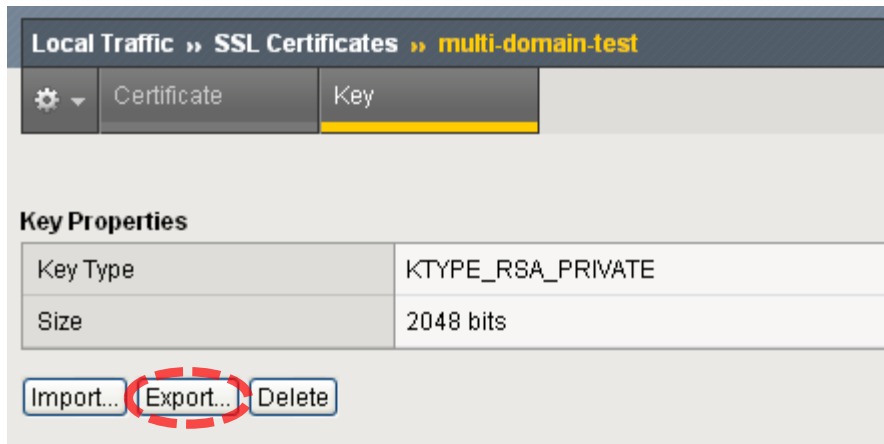 Local Traffic ›› SSL Certificates ›› multi-domain-test
Certificate Key
Key Properties
Key Type KTYPE_RSA_PRIVATE
Size 2048 bits
Import... Export... Delete